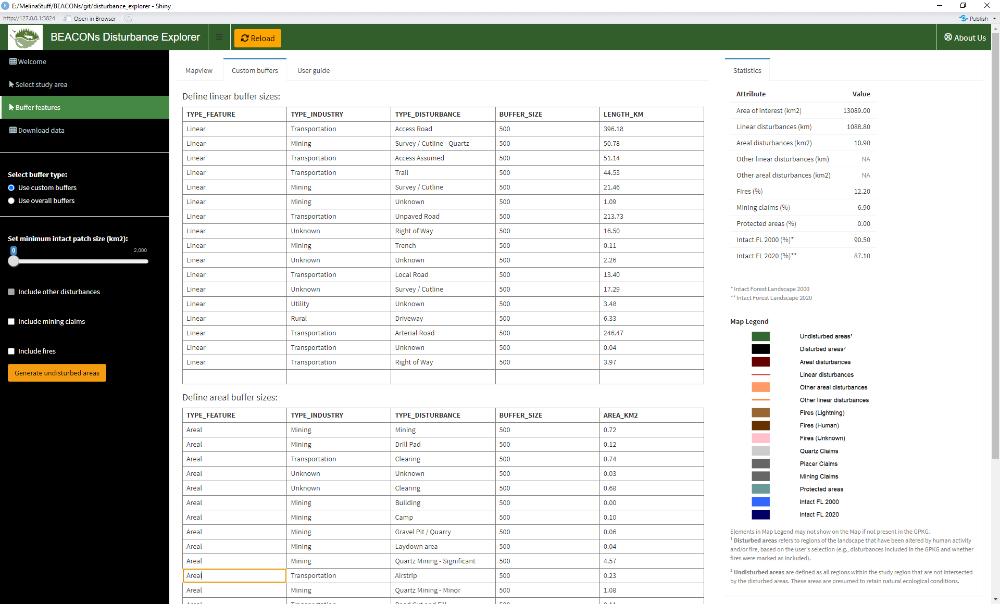 E:/MelinaStuff/BEACONs/git/disturbance_explorer - Shiny
http://127.0.0.1:3824 Open in Browser Publish
BEACONs Disturbance Explorer Reload About Us
Welcome
Select study area
Buffer features
Download data
Select buffer type:
Use custom buffers
Use overall buffers
Set minimum intact patch size (km2):
0 2,000
Include other disturbances
Include mining claims
Include fires
Generate undisturbed areas
Mapview Custom buffers User guide
Define linear buffer sizes:
TYPE_FEATURE TYPE_INDUSTRY TYPE_DISTURBANCE BUFFER_SIZE LENGTH_KM
Linear Transportation Access Road 500 396.18
Linear Mining Survey / Cutline - Quartz 500 50.78
Linear Transportation Access Assumed 500 51.14
Linear Transportation Trail 500 44.53
Linear Mining Survey / Cutline 500 21.46
Linear Mining Unknown 500 1.09
Linear Transportation Unpaved Road 500 213.73
Linear Unknown Right of Way 500 16.50
Linear Mining Trench 500 0.11
Linear Unknown Unknown 500 2.26
Linear Transportation Local Road 500 13.40
Linear Unknown Survey / Cutline 500 17.29
Linear Utility Unknown 500 3.48
Linear Rural Driveway 500 6.33
Linear Transportation Arterial Road 500 246.47
Linear Transportation Unknown 500 0.04
Linear Transportation Right of Way 500 3.97
Define areal buffer sizes:
TYPE_FEATURE TYPE_INDUSTRY TYPE_DISTURBANCE BUFFER_SIZE AREA_KM2
Areal Mining Mining 500 0.72
Areal Mining Drill Pad 500 0.12
Areal Transportation Clearing 500 0.74
Areal Unknown Unknown 500 0.03
Areal Unknown Clearing 500 0.68
Areal Mining Building 500 0.00
Areal Mining Camp 500 0.10
Areal Mining Gravel Pit / Quarry 500 0.06
Areal Mining Laydown area 500 0.04
Areal Mining Quartz Mining - Significant 500 4.57
Areal Transportation Airstrip 500 0.23
Areal Mining Quartz Mining - Minor 500 1.08
Areal Transportation Road Cut and Fill 500 0.11
Statistics
Attribute Value
Area of interest (km2) 13089.00
Linear disturbances (km) 1088.80
Areal disturbances (km2) 10.90
Other linear disturbances (km) NA
Other areal disturbances (km2) NA
Fires (%) 12.20
Mining claims (%) 6.90
Protected areas (%) 0.00
Intact FL 2000 (%)* 90.50
Intact FL 2020 (%)** 87.10
* Intact Forest Landscape 2000
** Intact Forest Landscape 2020
Map Legend
Undisturbed areas¹
Disturbed areas²
Areal disturbances
Linear disturbances
Other areal disturbances
Other linear disturbances
Fires (Lightning)
Fires (Human)
Fires (Unknown)
Quartz Claims
Placer Claims
Mining Claims
Protected areas
Intact FL 2000
Intact FL 2020
Elements in Map Legend may not show on the Map if not present in the GPKG.
¹ Disturbed areas refers to regions of the landscape that have been altered by human activity
and/or fire, based on the user's selection (e.g., disturbances included in the GPKG and whether
fires were marked as included).
² Undisturbed areas are defined as all regions within the study region that are not intersected
by the disturbed areas. These areas are presumed to retain natural ecological conditions.